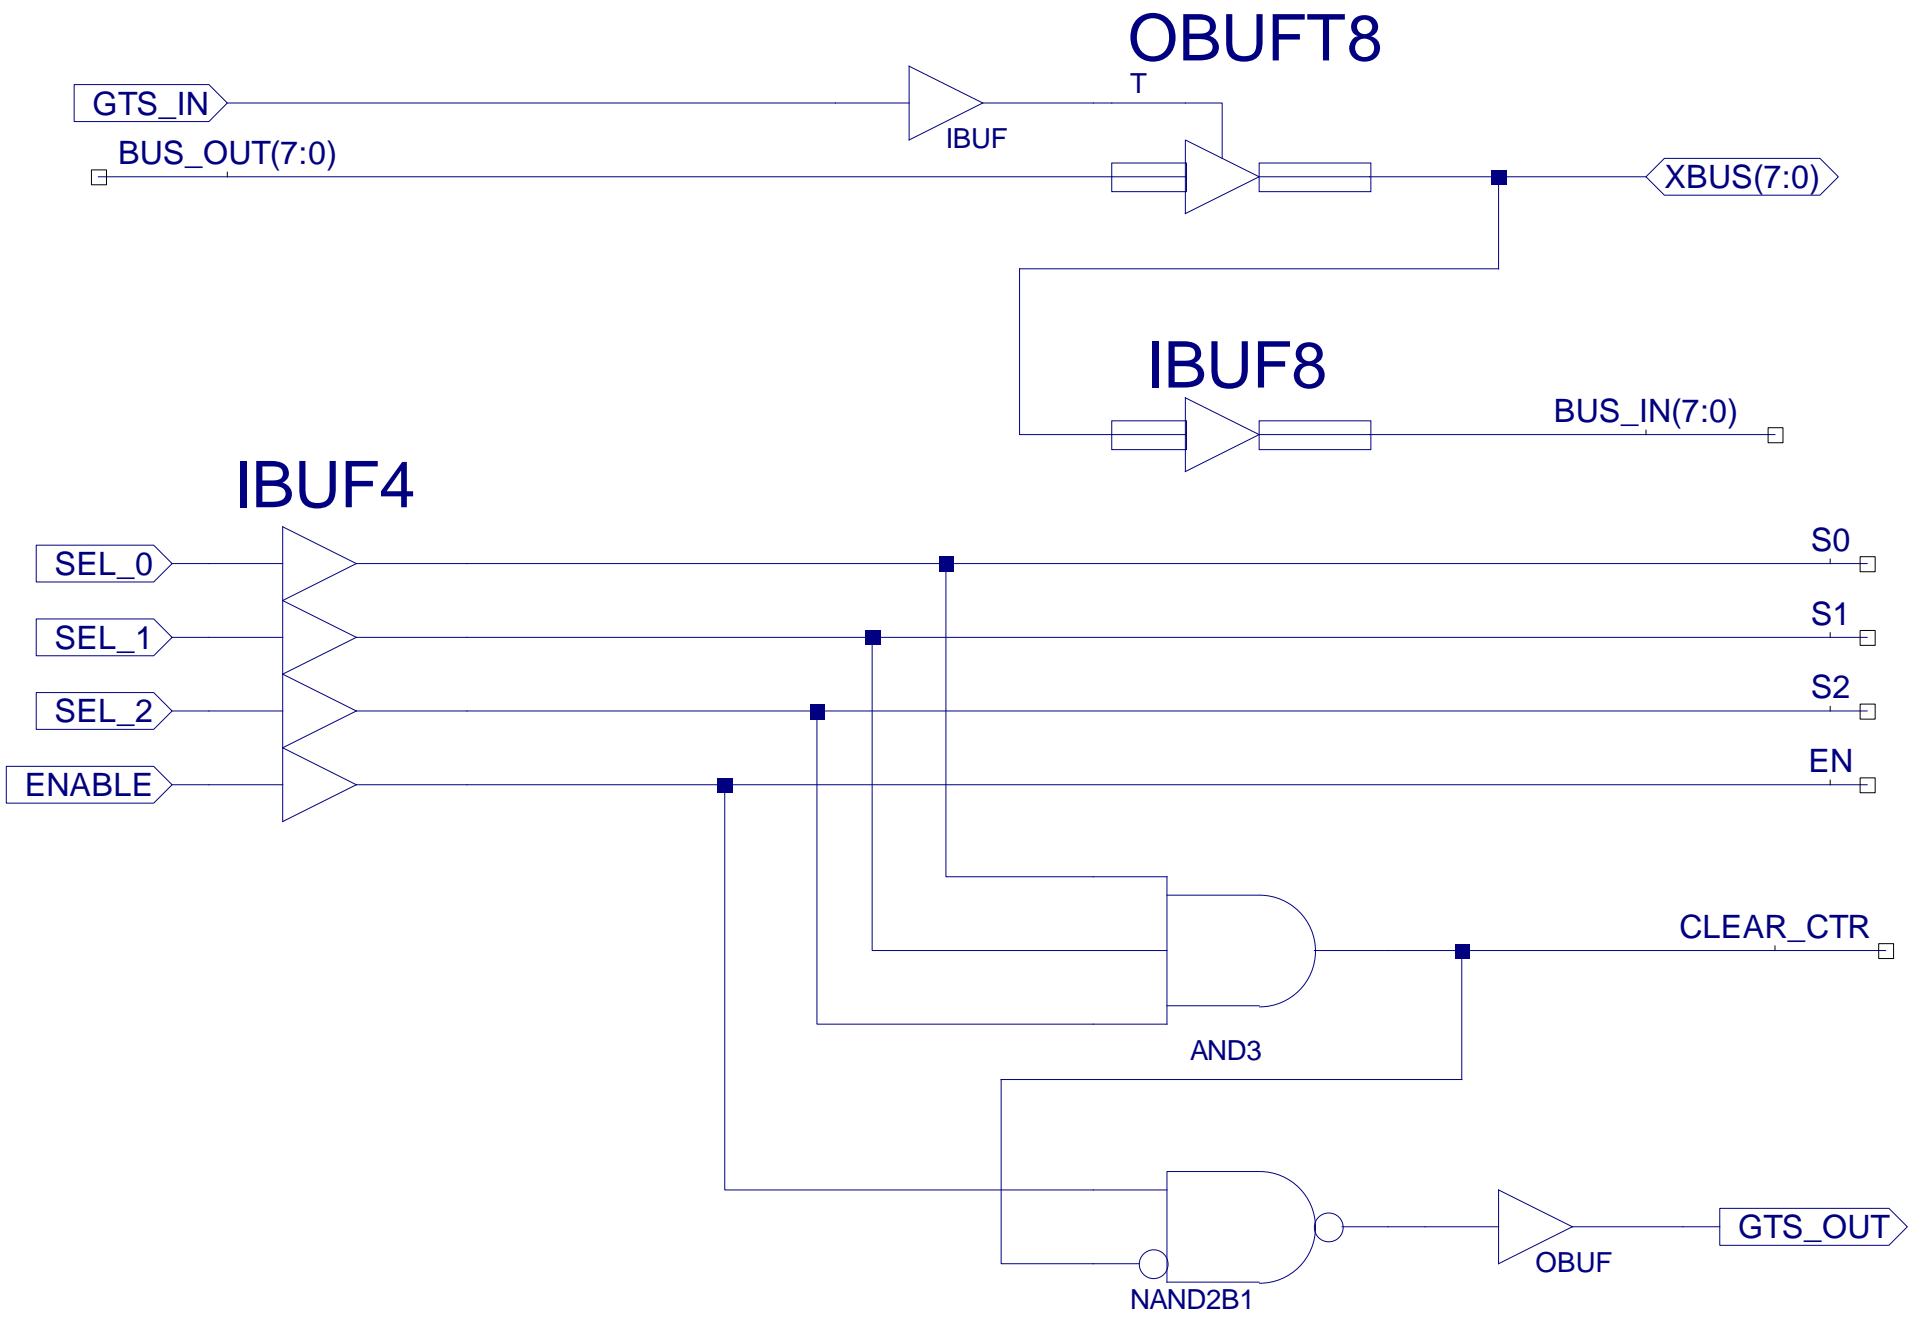 OBUFT8
T
GTS_IN
IBUF
BUS_OUT(7:0)
XBUS(7:0)
IBUF8
BUS_IN(7:0)
IBUF4
SEL_0
S0
SEL_1
S1
SEL_2
S2
ENABLE
EN
CLEAR_CTR
AND3
GTS_OUT
OBUF
NAND2B1